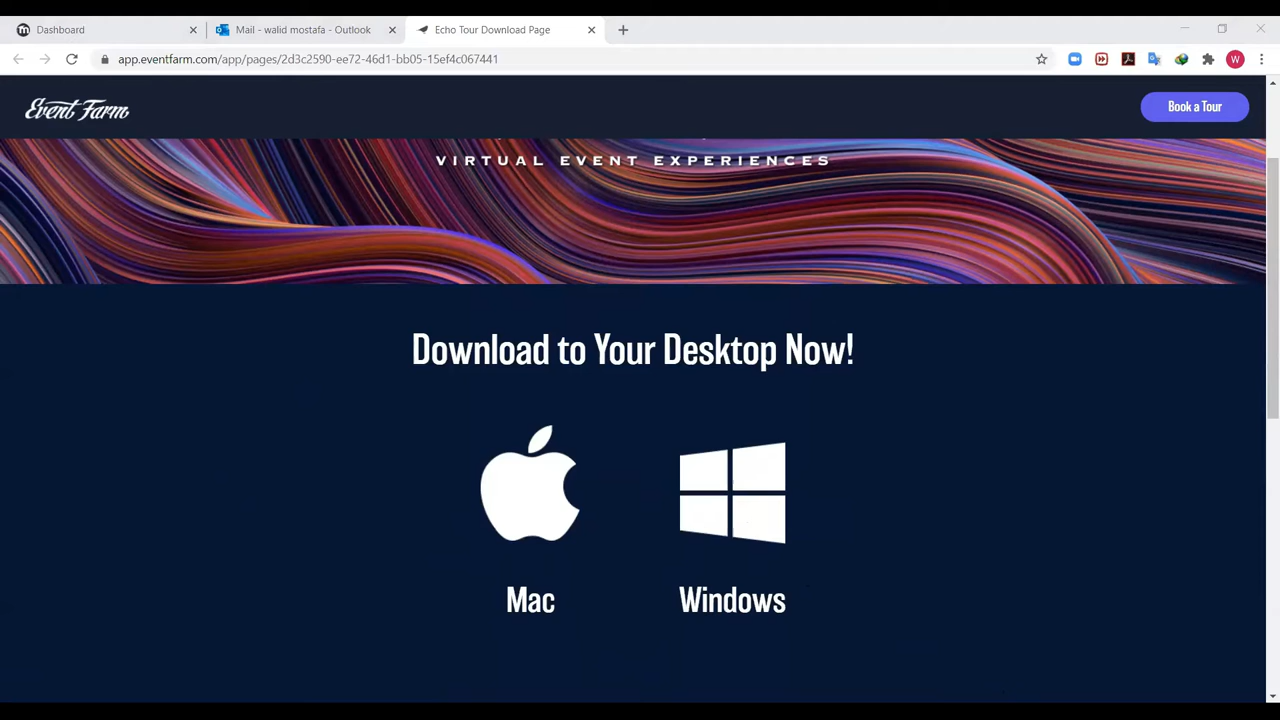 Dashboard
Mail - walid mostafa - Outlook
Echo Tour Download Page
app.eventfarm.com/app/pages/2d3c2590-ee72-46d1-bb05-15ef4c067441
W
Event Farm
Book a Tour
VIRTUAL EVENT EXPERIENCES
Download to Your Desktop Now!
Mac
Windows